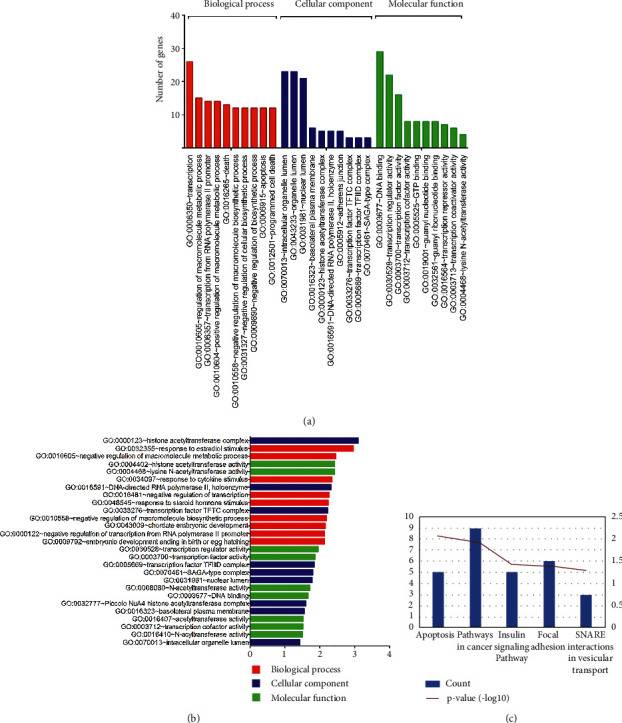 Biological process
Cellular component
Molecular function
Number of genes
40
30
20
10
GO:0006350~transcription
GO:0010605~regulation of macromolecule metabolic process
GO:0006357~transcription from RNA polymerase II promoter
GO:0010604~positive regulation of macromolecule metabolic process
GO:0016265~death
GO:0010558~negative regulation of macromolecule biosynthetic process
GO:0031327~negative regulation of cellular biosynthetic process
GO:0009890~negative regulation of biosynthetic process
GO:0006915~apoptosis
GO:0012501~programmed cell death
GO:0070013~intracellular organelle lumen
GO:0043233~organelle lumen
GO:0031981~nuclear lumen
GO:0016323~basolateral plasma membrane
GO:0000123~histone acetyltransferase complex
GO:0016591~DNA-directed RNA polymerase II, holoenzyme
GO:0005912~adherens junction
GO:0033276~transcription factor TFTC complex
GO:0005669~transcription factor TFIID complex
GO:0070461~SAGA-type complex
GO:0003677~DNA binding
GO:0030528~transcription regulator activity
GO:0003700~transcription factor activity
GO:0003712~transcription cofactor activity
GO:0005525~GTP binding
GO:0019001~guanyl nucleotide binding
GO:0032561~guanyl ribonucleotide binding
GO:0016564~transcription repressor activity
GO:0003713~transcription coactivator activity
GO:0004468~lysine N-acetyltransferase activity
(a)
GO:0000123~histone acetyltransferase complex
GO:0032355~response to estradiol stimulus
GO:0010605~negative regulation of macromolecule metabolic process
GO:0004402~histone acetyltransferase activity
GO:0004468~lysine N-acetyltransferase activity
GO:0034097~response to cytokine stimulus
GO:0016591~DNA-directed RNA polymerase II, holoenzyme
GO:0016481~negative regulation of transcription
GO:0048545~response to steroid hormone stimulus
GO:0033276~transcription factor TFTC complex
GO:0010558~negative regulation of macromolecule biosynthetic process
GO:0043009~chordate embryonic development
GO:0000122~negative regulation of transcription from RNA polymerase II promoter
GO:0009792~embryonic development ending in birth or egg hatching
GO:0030528~transcription regulator activity
GO:0003700~transcription factor activity
GO:0005669~transcription factor TFIID complex
GO:0070461~SAGA-type complex
GO:0031981~nuclear lumen
GO:0008080~N-acetyltransferase activity
GO:0003677~DNA binding
GO:0032777~Piccolo NuA4 histone acetyltransferase complex
GO:0016323~basolateral plasma membrane
GO:0016407~acetyltransferase activity
GO:0003712~transcription cofactor activity
GO:0016410~N-acyltransferase activity
GO:0070013~intracellular organelle lumen
0 1 2 3 4
Biological process
Cellular component
Molecular function
(b)
10
9
8
7
6
5
4
3
2
1
0
2.5
2
1.5
1
0.5
0
Apoptosis
Pathways in cancer
Insulin signaling Pathway
Focal adhesion
SNARE interactions in vesicular transport
Count
p-value (-log10)
(c)